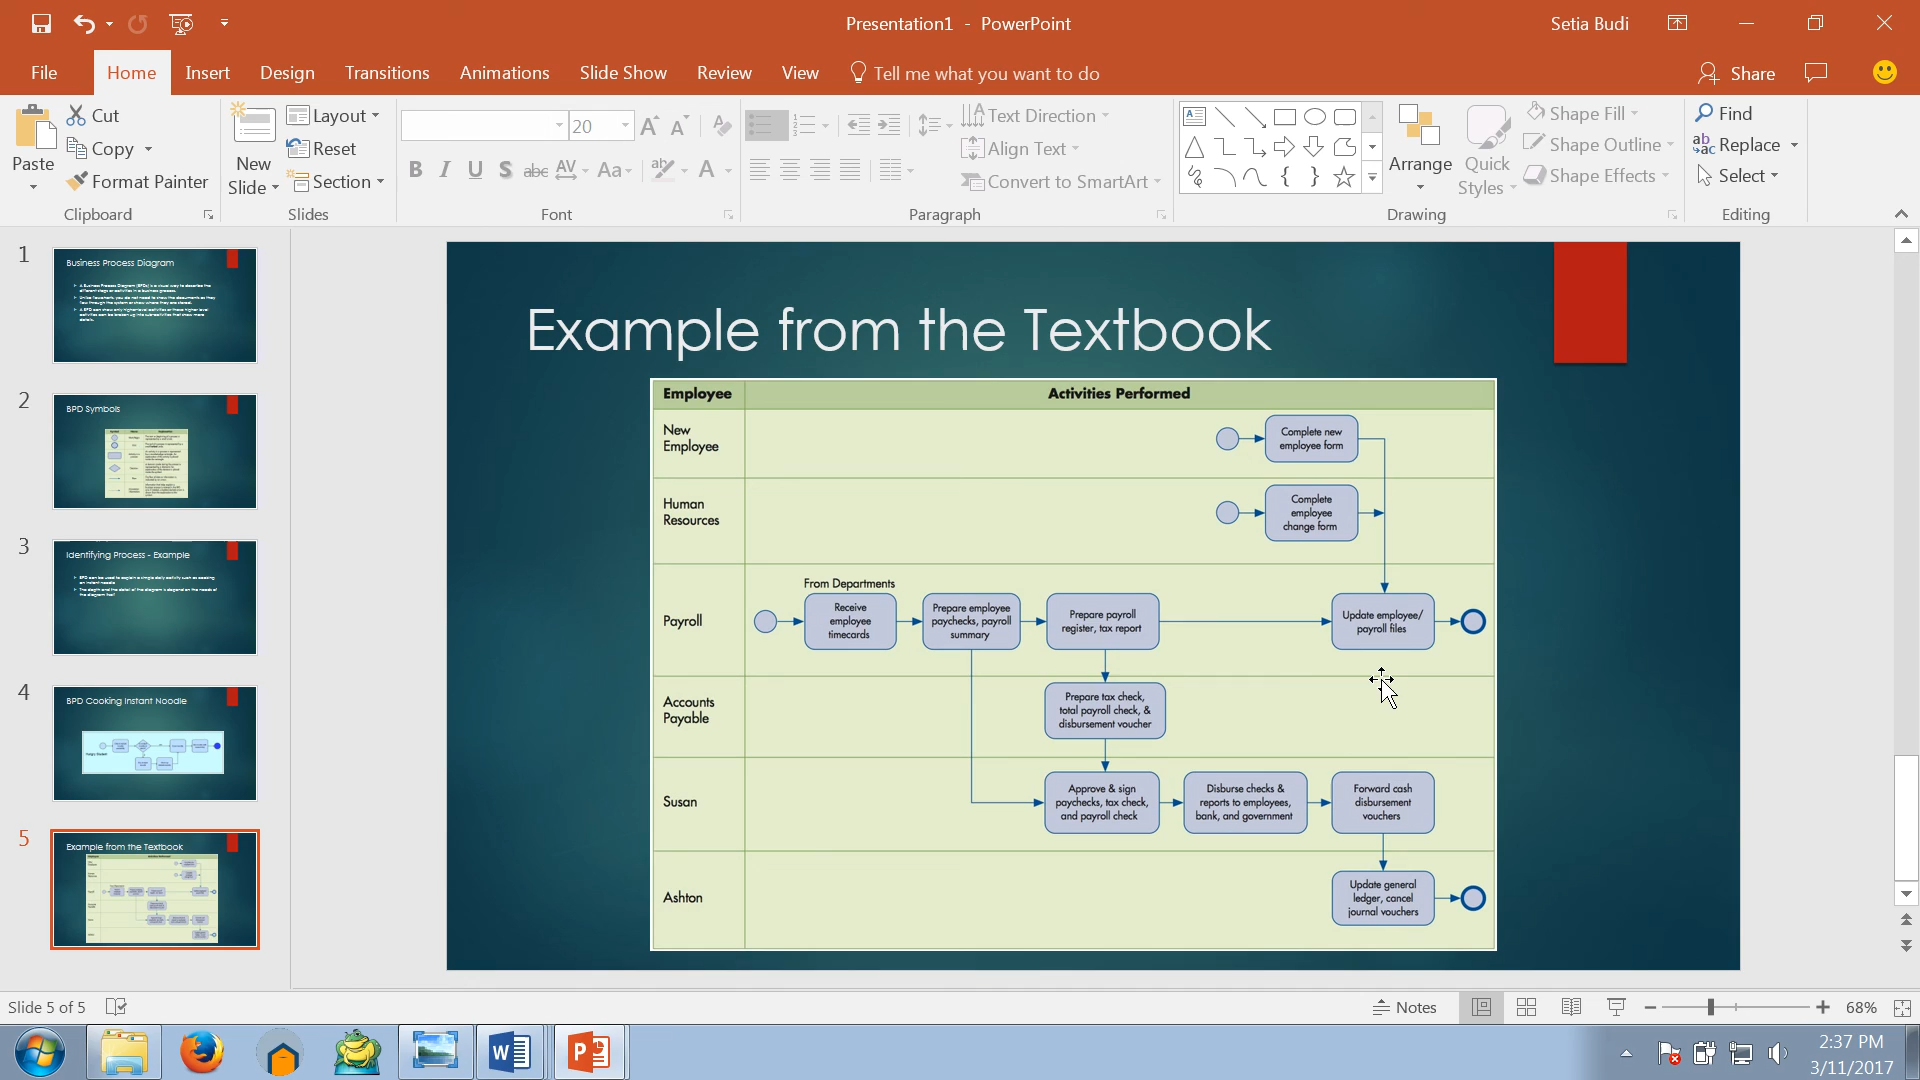 Presentation1 - PowerPoint
Setia Budi
File
Home
Insert
Design
Transitions
Animations
Slide Show
Review
View
Tell me what you want to do
Share
Paste
Cut
Copy
Format Painter
Clipboard
New
Slide
Layout
Reset
Section
Slides
20
B I U S abc AV Aa
A
Font
Text Direction
Align Text
Convert to SmartArt
Paragraph
Arrange
Quick
Styles
Shape Fill
Shape Outline
Shape Effects
Drawing
Find
Replace
Select
Editing
1
Business Process Diagram
2
BPD Symbols
3
Identifying Process - Example
4
BPD Cooking Instant Noodle
5
Example from the Textbook
Example from the Textbook
Employee
Activities Performed
New
Employee
Complete new
employee form
Human
Resources
Complete
employee
change form
Payroll
From Departments
Receive
employee
timecards
Prepare employee
paychecks, payroll
summary
Prepare payroll
register, tax report
Update employee/
payroll files
Accounts
Payable
Prepare tax check,
total payroll check, &
disbursement voucher
Susan
Approve & sign
paychecks, tax check,
and payroll check
Disburse checks &
reports to employees,
bank, and government
Forward cash
disbursement
vouchers
Ashton
Update general
ledger, cancel
journal vouchers
Slide 5 of 5
Notes
68%
2:37 PM
3/11/2017